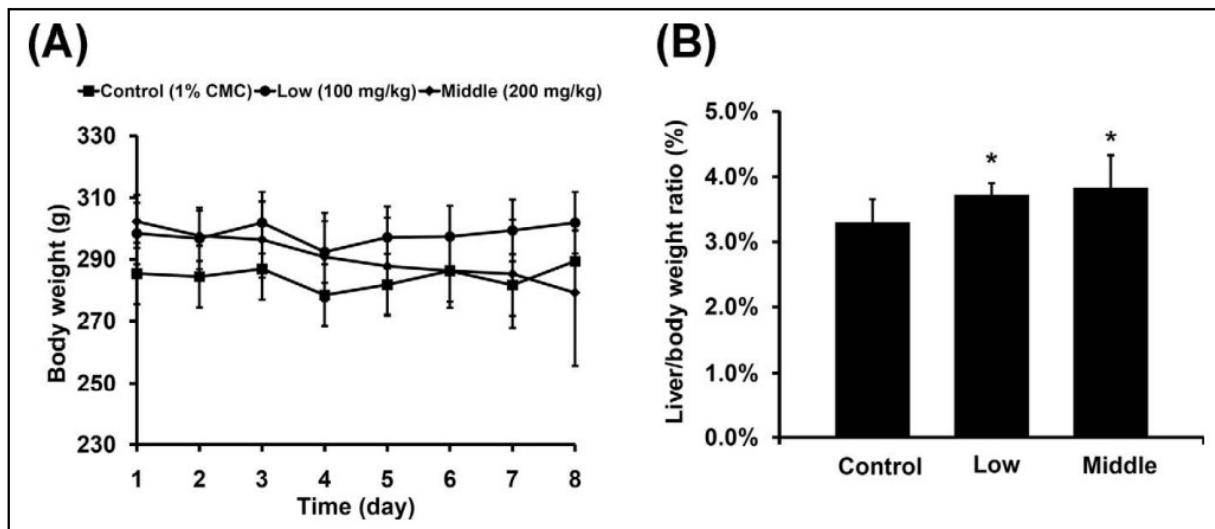 (A)
Control (1% CMC) Low (100 mg/kg) Middle (200 mg/kg)
Body weight (g)
330
310
290
270
250
230
1 2 3 4 5 6 7 8
Time (day)
(B)
Liver/body weight ratio (%)
5.0%
4.0%
3.0%
2.0%
1.0%
0.0%
* *
Control Low Middle